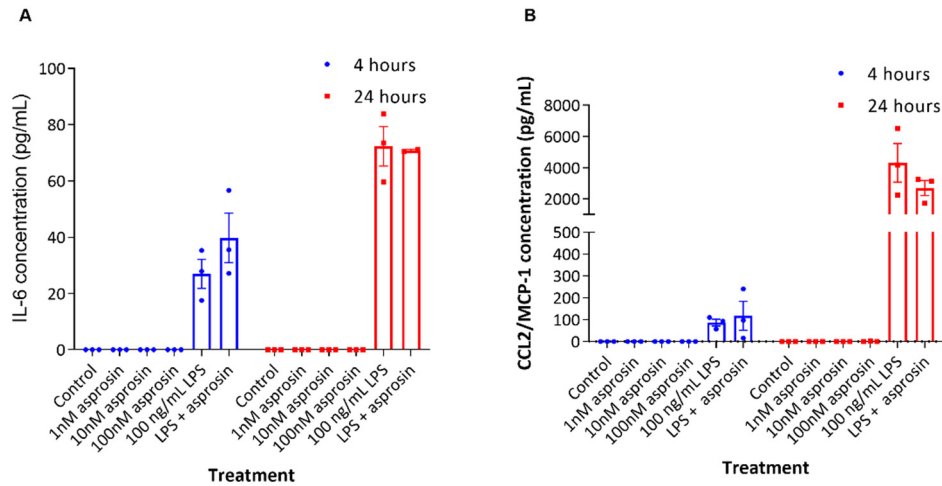 A
IL-6 concentration (pg/mL)
100
80
60
40
20
0
4 hours
24 hours
Control
1nM asprosin
10nM asprosin
100nM asprosin
100 ng/mL LPS
LPS + asprosin
Control
1nM asprosin
10nM asprosin
100nM asprosin
100 ng/mL LPS
LPS + asprosin
Treatment
B
CCL2/MCP-1 concentration (pg/mL)
8000
6000
4000
2000
500
400
300
200
100
0
4 hours
24 hours
Control
1nM asprosin
10nM asprosin
100nM asprosin
100 ng/mL LPS
LPS + asprosin
Control
1nM asprosin
10nM asprosin
100nM asprosin
100 ng/mL LPS
LPS + asprosin
Treatment